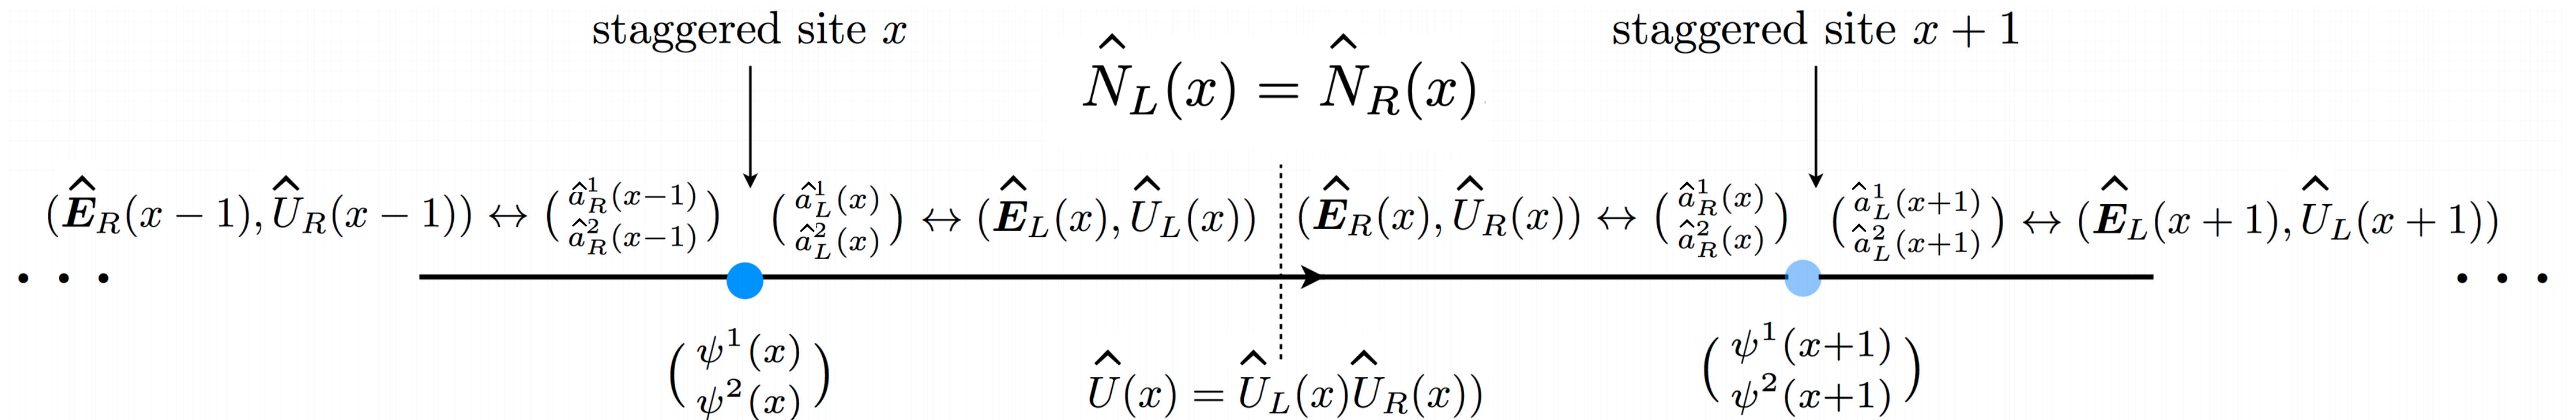 staggered site x
staggered site x + 1
N̂_L(x) = N̂_R(x)
(Ê_R(x − 1), Û_R(x − 1)) ↔ ( â^1_R(x−1) â^2_R(x−1) ) ( â^1_L(x) â^2_L(x) ) ↔ (Ê_L(x), Û_L(x)) (Ê_R(x), Û_R(x)) ↔ ( â^1_R(x) â^2_R(x) ) ( â^1_L(x+1) â^2_L(x+1) ) ↔ (Ê_L(x + 1), Û_L(x + 1))
· · ·
· · ·
( ψ^1(x) ψ^2(x) )
Û(x) = Û_L(x)Û_R(x))
( ψ^1(x+1) ψ^2(x+1) )